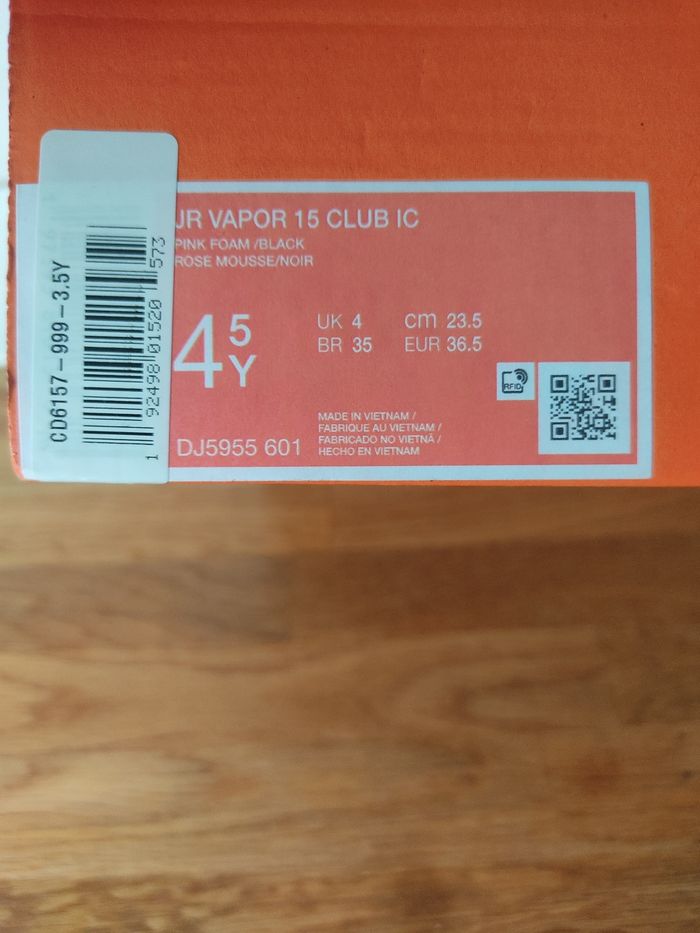 CD6157-999-3.5Y
1 92498 01520 573
JR VAPOR 15 CLUB IC
PINK FOAM /BLACK
ROSE MOUSSE/NOIR
4 5 Y
UK 4 cm 23.5
BR 35 EUR 36.5
RFID
DJ5955 601
MADE IN VIETNAM /
FABRIQUE AU VIETNAM /
FABRICADO NO VIETNÃ /
HECHO EN VIETNAM